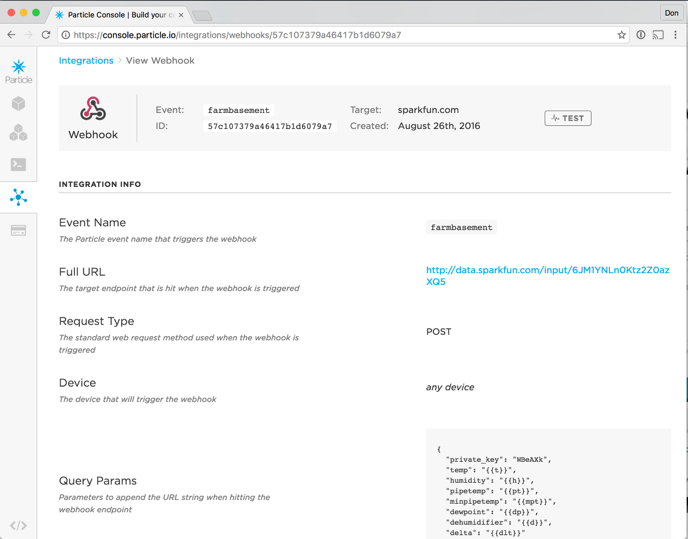 Particle Console | Build your c
Dan
https://console.particle.io/integrations/webhooks/57c107379a46417b1d6079a7
Particle
Integrations > View Webhook
Webhook
Event: farmbasement Target: sparkfun.com
ID: 57c107379a46417b1d6079a7 Created: August 26th, 2016
TEST
INTEGRATION INFO
Event Name
The Particle event name that triggers the webhook
farmbasement
Full URL
The target endpoint that is hit when the webhook is triggered
http://data.sparkfun.com/input/6JM1YNLn0Ktz2Z0az
XQ5
Request Type
The standard web request method used when the webhook is
triggered
POST
Device
The device that will trigger the webhook
any device
Query Params
Parameters to append the URL string when hitting the
webhook endpoint
{
"private_key": "WBeAXk",
"temp": "{{t}}",
"humidity": "{{h}}",
"pipetemp": "{{pt}}",
"minpipetemp": "{{mpt}}",
"dewpoint": "{{dp}}",
"dehumidifier": "{{d}}",
"delta": "{{dlt}}"